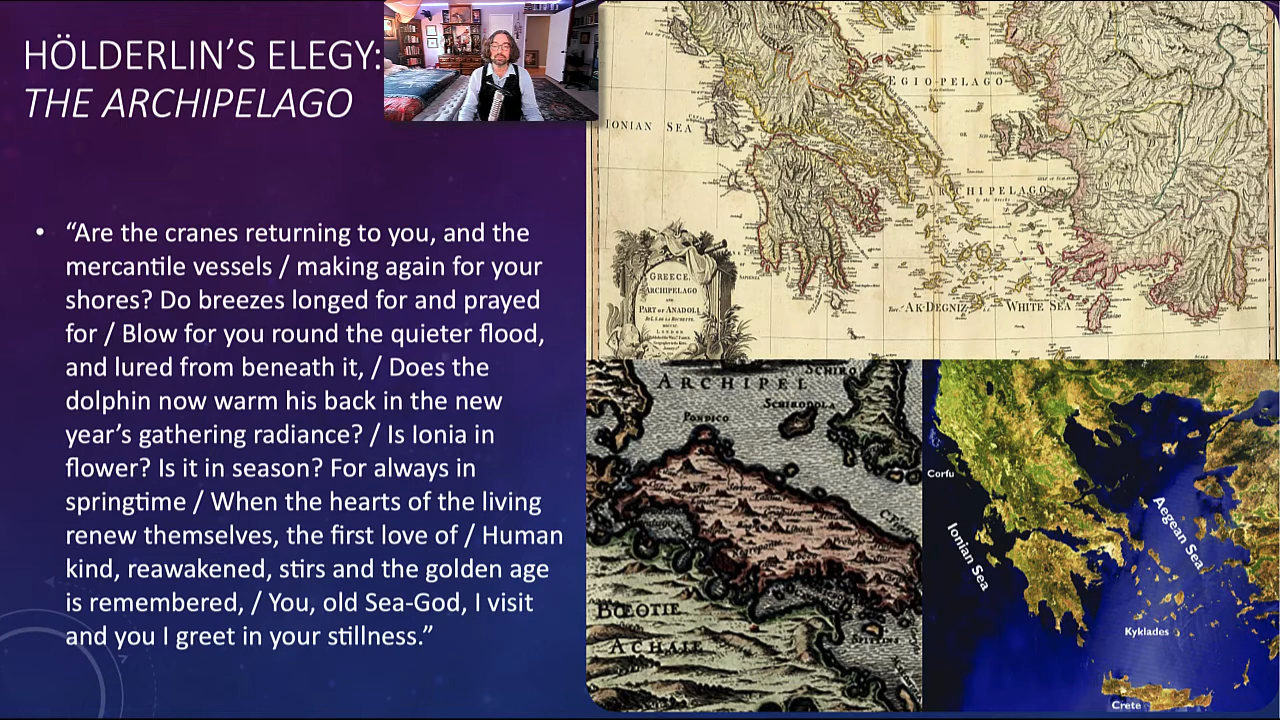 HÖLDERLIN’S ELEGY:
THE ARCHIPELAGO
• “Are the cranes returning to you, and the
mercantile vessels / making again for your
shores? Do breezes longed for and prayed
for / Blow for you round the quieter flood,
and lured from beneath it, / Does the
dolphin now warm his back in the new
year’s gathering radiance? / Is Ionia in
flower? Is it in season? For always in
springtime / When the hearts of the living
renew themselves, the first love of / Human
kind, reawakened, stirs and the golden age
is remembered, / You, old Sea-God, I visit
and you I greet in your stillness.”
EGIO-PELAGO
OR
IONIAN SEA
ARCHIPELAGO
GREECE,
ARCHIPELAGO
AND
PART OF ANADOLI
LONDON
AK-DEGNIZ
WHITE SEA
ARCHIPEL
SCHIRO
SCHIRODOLA
PONDICO
BŒOTIE
ACHAIE
Corfu
Ionian Sea
Aegean Sea
Kyklades
Crete